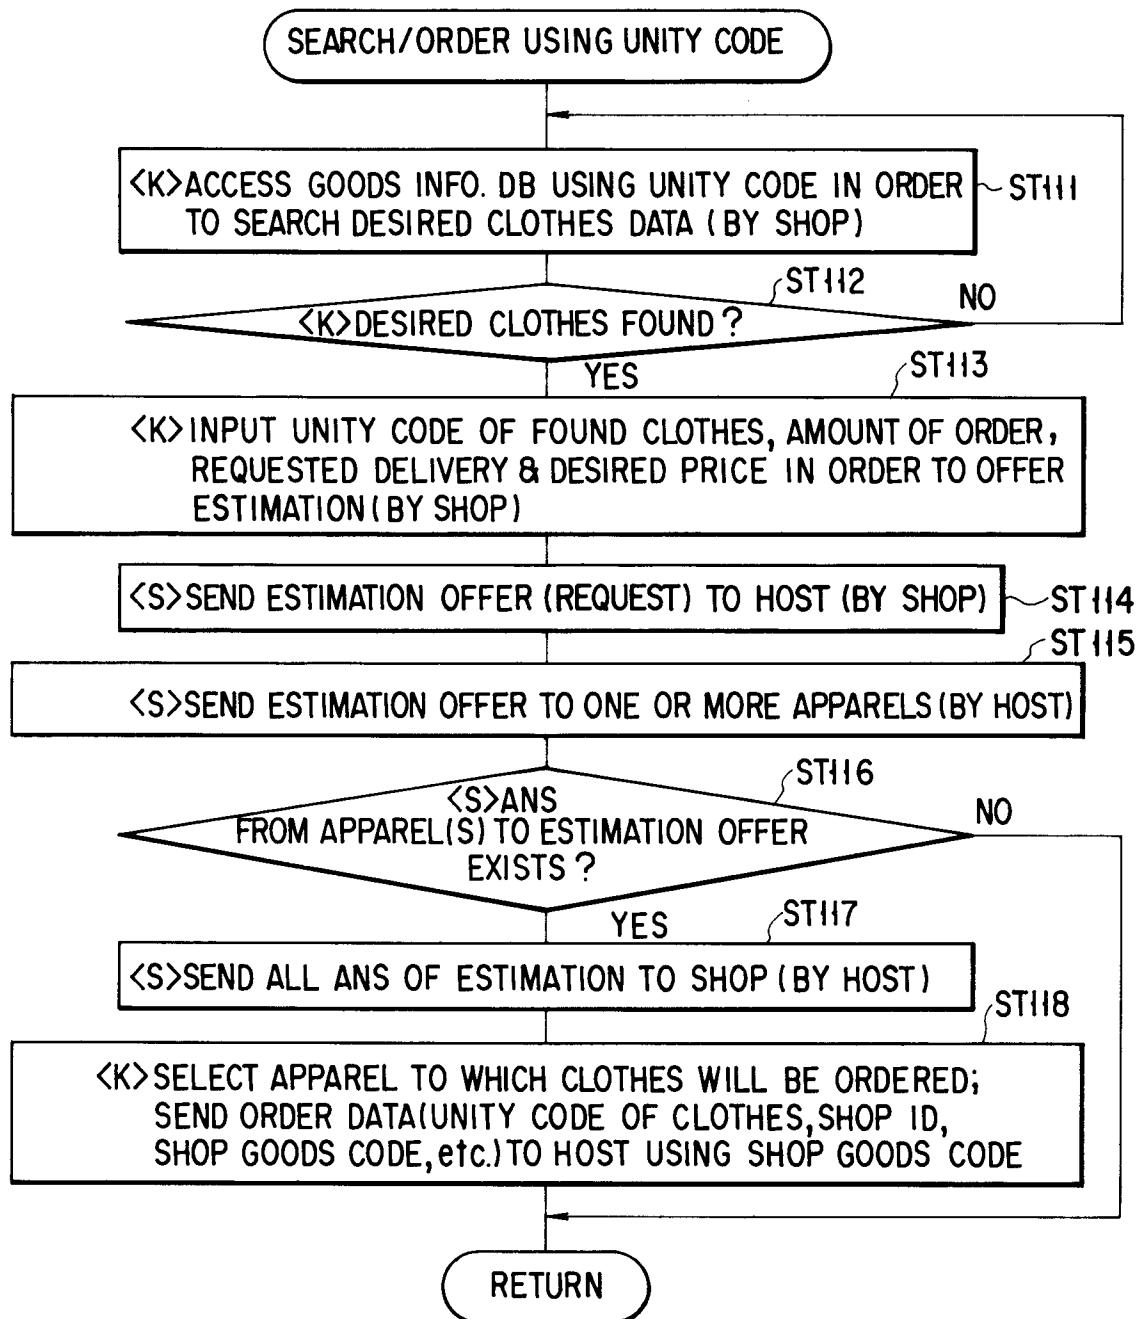 SEARCH/ORDER USING UNITY CODE
<K>ACCESS GOODS INFO. DB USING UNITY CODE IN ORDER
TO SEARCH DESIRED CLOTHES DATA (BY SHOP)
ST111
ST112
<K>DESIRED CLOTHES FOUND?
NO
YES
ST113
<K>INPUT UNITY CODE OF FOUND CLOTHES, AMOUNT OF ORDER,
REQUESTED DELIVERY & DESIRED PRICE IN ORDER TO OFFER
ESTIMATION (BY SHOP)
<S>SEND ESTIMATION OFFER (REQUEST) TO HOST (BY SHOP)
ST114
ST115
<S>SEND ESTIMATION OFFER TO ONE OR MORE APPARELS (BY HOST)
ST116
<S>ANS
FROM APPAREL(S) TO ESTIMATION OFFER
EXISTS?
NO
YES
ST117
<S>SEND ALL ANS OF ESTIMATION TO SHOP (BY HOST)
ST118
<K>SELECT APPAREL TO WHICH CLOTHES WILL BE ORDERED;
SEND ORDER DATA(UNITY CODE OF CLOTHES, SHOP ID,
SHOP GOODS CODE, etc.) TO HOST USING SHOP GOODS CODE
RETURN